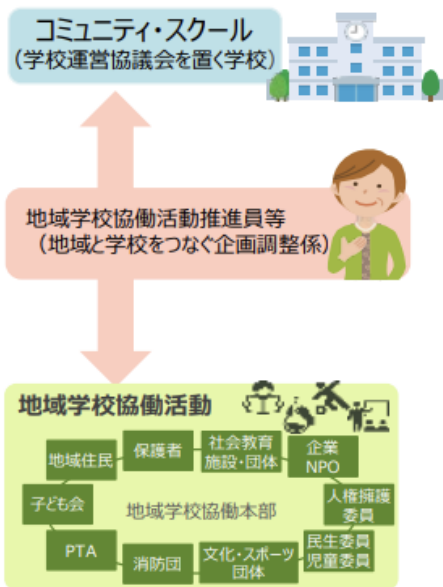 コミュニティ・スクール
(学校運営協議会を置く学校)
地域学校協働活動推進員等
(地域と学校をつなぐ企画調整係)
地域学校協働活動
地域住民
保護者
社会教育
施設・団体
企業
NPO
子ども会
地域学校協働本部
人権擁護
委員
PTA
消防団
文化・スポーツ
団体
民生委員
児童委員